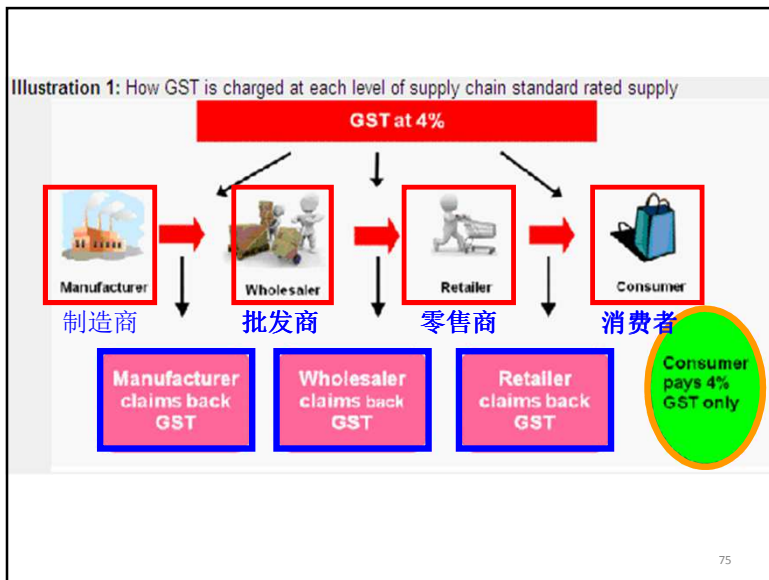 Illustration 1: How GST is charged at each level of supply chain standard rated supply
GST at 4%
Manufacturer
Wholesaler
Retailer
Consumer
制造商
批发商
零售商
消费者
Manufacturer
claims back
GST
Wholesaler
claims back
GST
Retailer
claims back
GST
Consumer
pays 4%
GST only
75